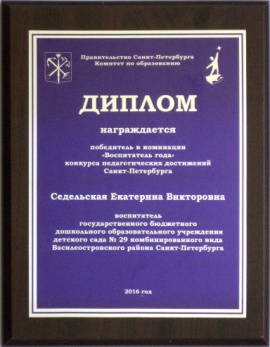 Правительство Санкт-Петербурга
Комитет по образованию
ДИПЛОМ
награждается
победитель в номинации
«Воспитатель года»
конкурса педагогических достижений
Санкт-Петербурга
Седельская Екатерина Викторовна
воспитатель
государственного бюджетного
дошкольного образовательного учреждения
детского сада № 29 комбинированного вида
Василеостровского района Санкт-Петербурга
2016 год